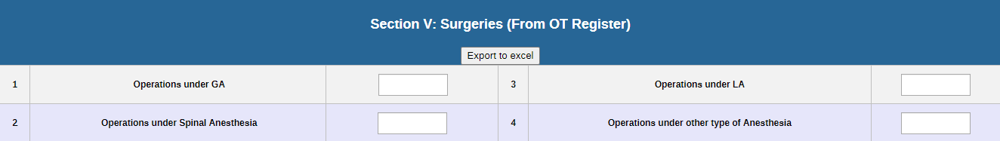 Section V: Surgeries (From OT Register)
Export to excel
1 Operations under GA 3 Operations under LA
2 Operations under Spinal Anesthesia 4 Operations under other type of Anesthesia